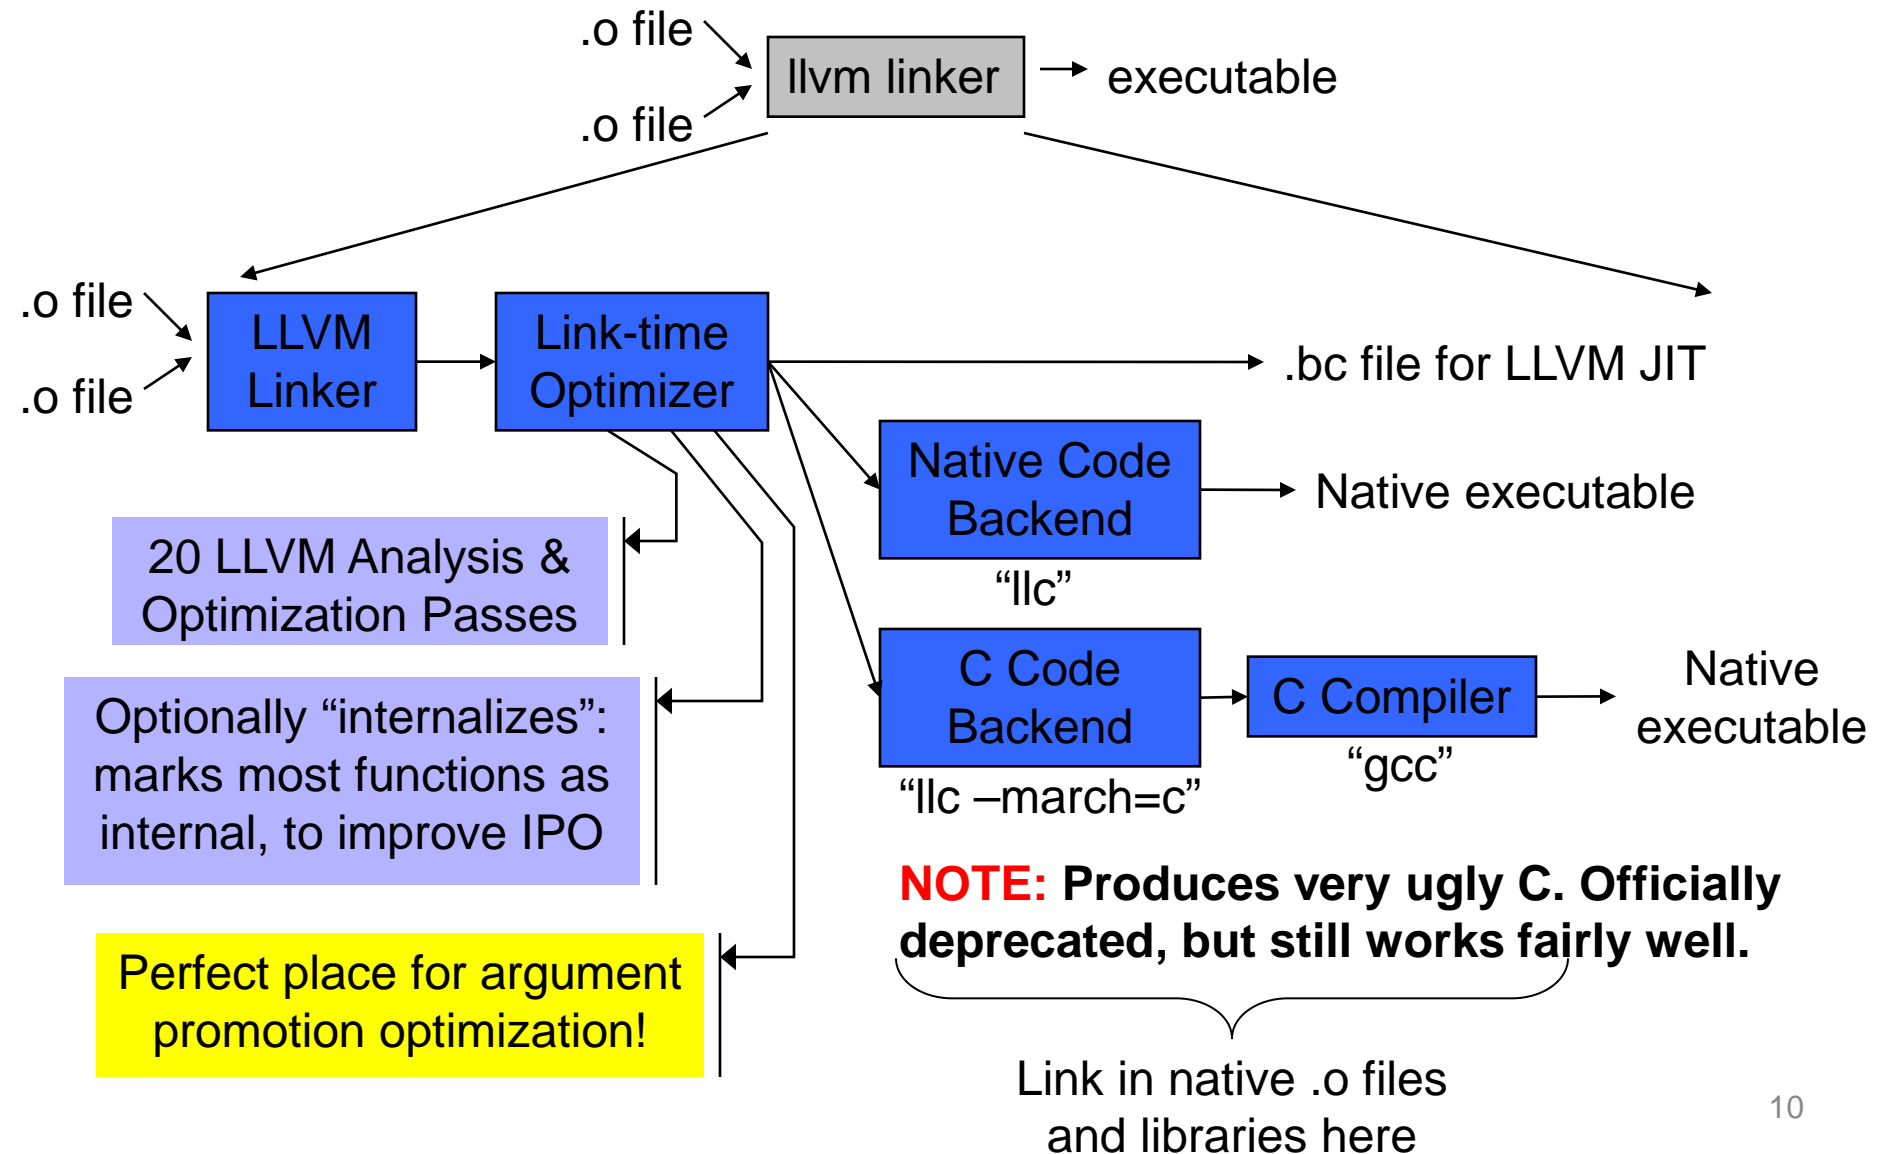 .o file
llvm linker
executable
.o file
.o file
.o file
LLVM
Linker
Link-time
Optimizer
.bc file for LLVM JIT
Native Code
Backend
“llc”
Native executable
20 LLVM Analysis &
Optimization Passes
C Code
Backend
“llc –march=c”
C Compiler
“gcc”
Native
executable
Optionally “internalizes”:
marks most functions as
internal, to improve IPO
NOTE: Produces very ugly C. Officially
deprecated, but still works fairly well.
Perfect place for argument
promotion optimization!
Link in native .o files
and libraries here
10